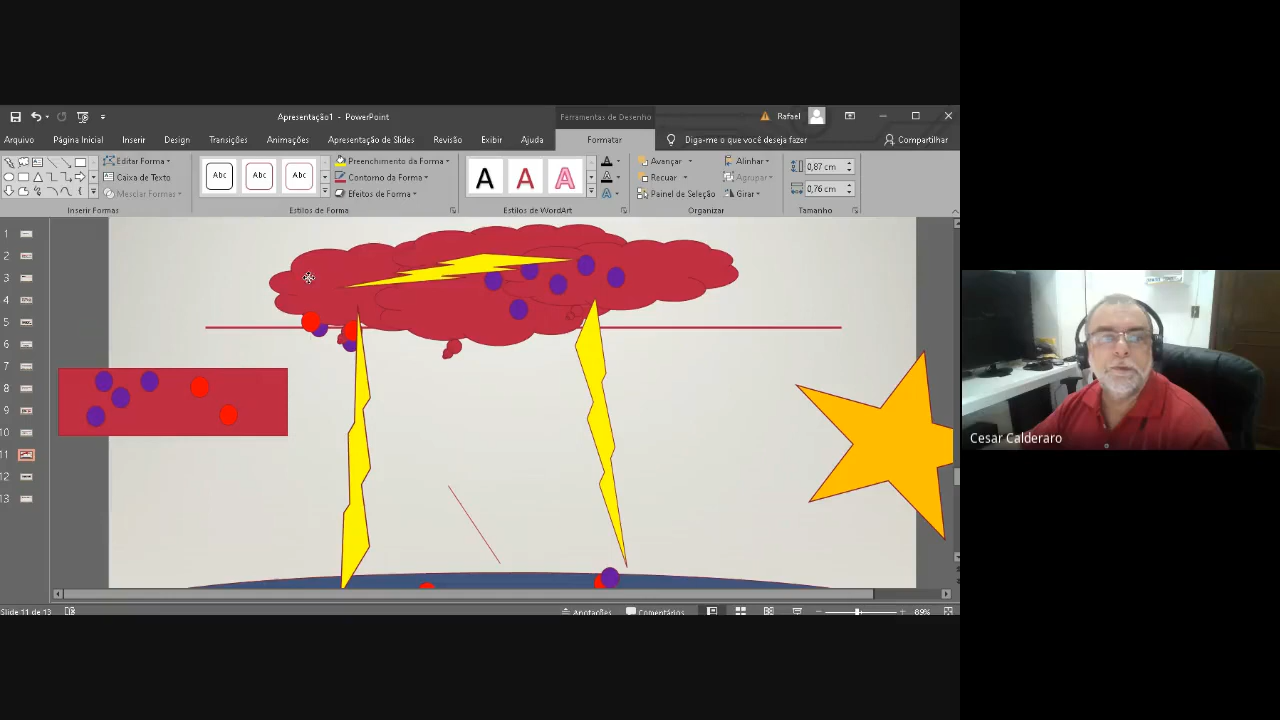 Apresentação1 - PowerPoint
Ferramentas de Desenho
Rafael
Arquivo Página Inicial Inserir Design Transições Animações Apresentação de Slides Revisão Exibir Ajuda Formatar Diga-me o que você deseja fazer Compartilhar
Editar Forma
Caixa de Texto
Mesclar Formas
Inserir Formas
Abc Abc Abc
Preenchimento da Forma
Contorno da Forma
Efeitos de Forma
Estilos de Forma
A A A
A
A
A
Estilos de WordArt
Avançar
Recuar
Painel de Seleção
Alinhar
Agrupar
Girar
Organizar
0,87 cm
0,76 cm
Tamanho
1
2
3
4
5
6
7
8
9
10
11
12
13
Slide 11 de 13
Anotações Comentários
89%
Cesar Calderaro